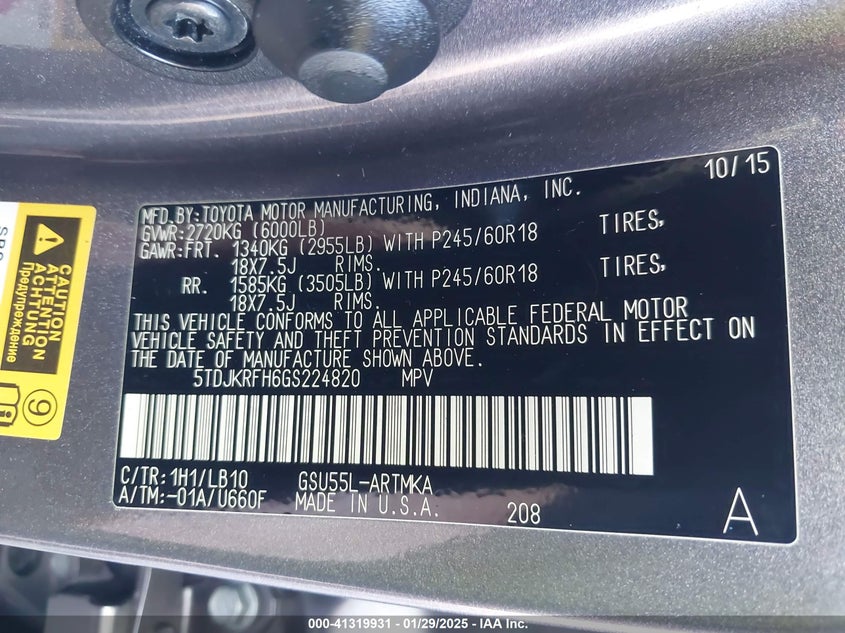 10/15
MFD.BY:TOYOTA MOTOR MANUFACTURING, INDIANA, INC.
GVWR:2720KG (6000LB)
GAWR:FRT. 1340KG (2955LB) WITH P245/60R18 TIRES,
18X7.5J RIMS.
RR. 1585KG (3505LB) WITH P245/60R18 TIRES,
18X7.5J RIMS.
THIS VEHICLE CONFORMS TO ALL APPLICABLE FEDERAL MOTOR
VEHICLE SAFETY AND THEFT PREVENTION STANDARDS IN EFFECT ON
THE DATE OF MANUFACTURE SHOWN ABOVE.
5TDJKRFH6GS224820 MPV
C/TR:1H1/LB10 GSU55L-ARTMKA
A/TM:-01A/U660F MADE IN U.S.A. 208 A
CAUTION
ATTENTION
ACHTUNG
Предупреждение
9
000-41319931 - 01/29/2025 - IAA Inc.